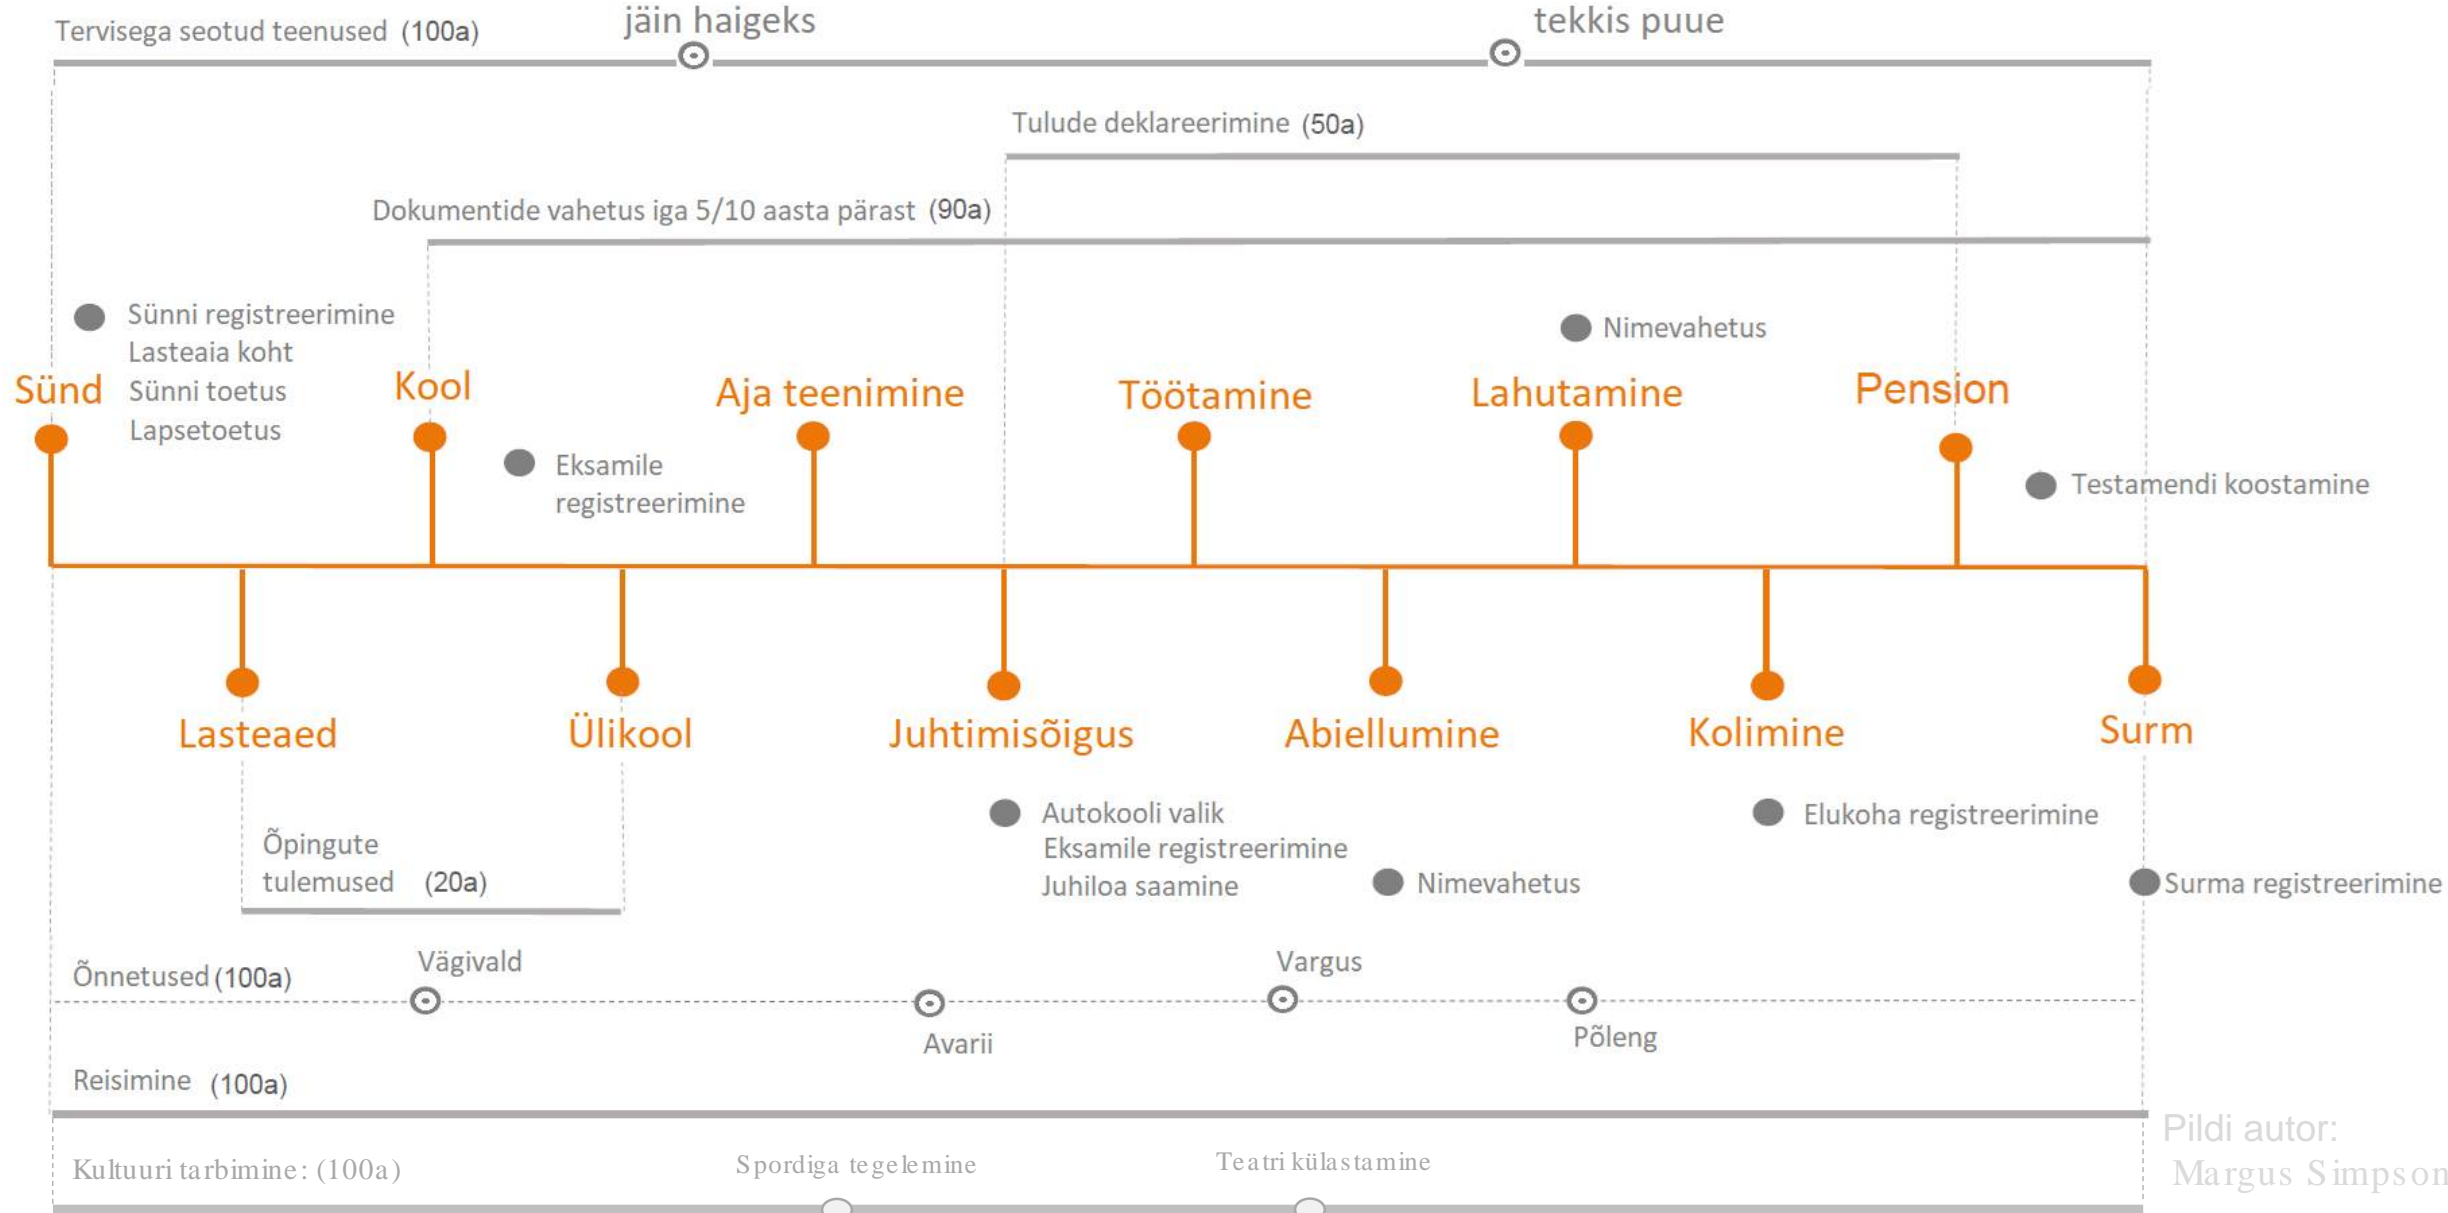 jäin haigeks
tekkis puue
Tervisega seotud teenused (100a)
Tulude deklareerimine (50a)
Dokumentide vahetus iga 5/10 aasta pärast (90a)
Sünni registreerimine
Lasteaia koht
Sünni toetus
Lapsetoetus
Nimevahetus
Sünd
Kool
Aja teenimine
Töötamine
Lahutamine
Pension
Eksamile
registreerimine
Testamendi koostamine
Lasteaed
Ülikool
Juhtimisõigus
Abiellumine
Kolimine
Surm
Õpingute
tulemused (20a)
Autokooli valik
Eksamile registreerimine
Juhiloa saamine
Nimevahetus
Elukoha registreerimine
Surma registreerimine
Õnnetused (100a)
Vägivald
Avarii
Vargus
Põleng
Reisimine (100a)
Kultuuri tarbimine: (100a)
Spordiga tegelemine
Teatri külastamine
Pildi autor:
Margus Simpson